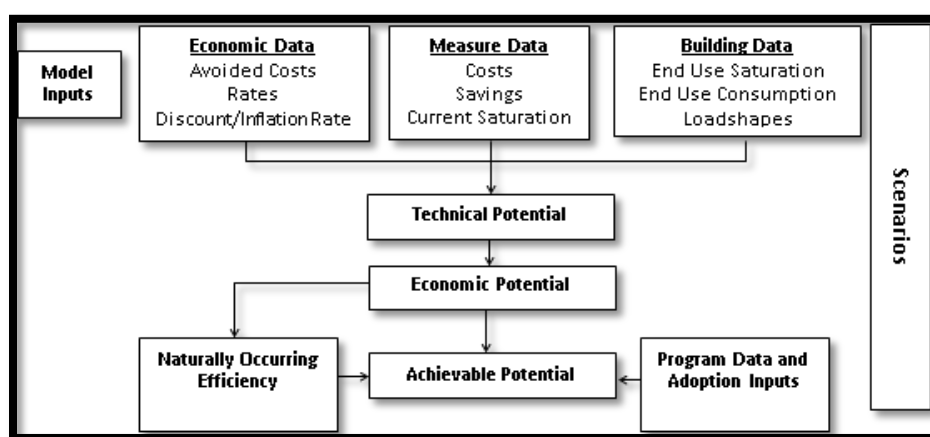 Model
Inputs
Economic Data
Avoided Costs
Rates
Discount/Inflation Rate
Measure Data
Costs
Savings
Current Saturation
Building Data
End Use Saturation
End Use Consumption
Loadshapes
Scenarios
Technical Potential
Economic Potential
Naturally Occurring
Efficiency
Achievable Potential
Program Data and
Adoption Inputs